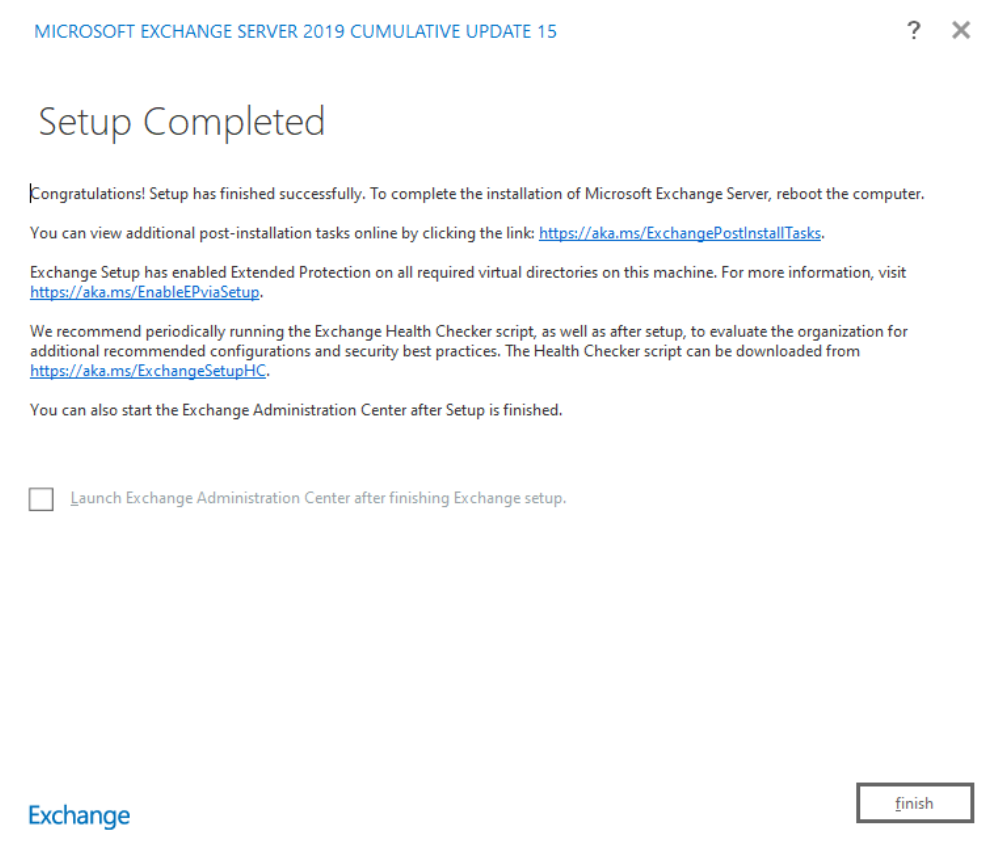 MICROSOFT EXCHANGE SERVER 2019 CUMULATIVE UPDATE 15
?
Setup Completed
Congratulations! Setup has finished successfully. To complete the installation of Microsoft Exchange Server, reboot the computer.
You can view additional post-installation tasks online by clicking the link: https://aka.ms/ExchangePostInstallTasks.
Exchange Setup has enabled Extended Protection on all required virtual directories on this machine. For more information, visit
https://aka.ms/EnableEPviaSetup.
We recommend periodically running the Exchange Health Checker script, as well as after setup, to evaluate the organization for
additional recommended configurations and security best practices. The Health Checker script can be downloaded from
https://aka.ms/ExchangeSetupHC.
You can also start the Exchange Administration Center after Setup is finished.
Launch Exchange Administration Center after finishing Exchange setup.
Exchange
finish